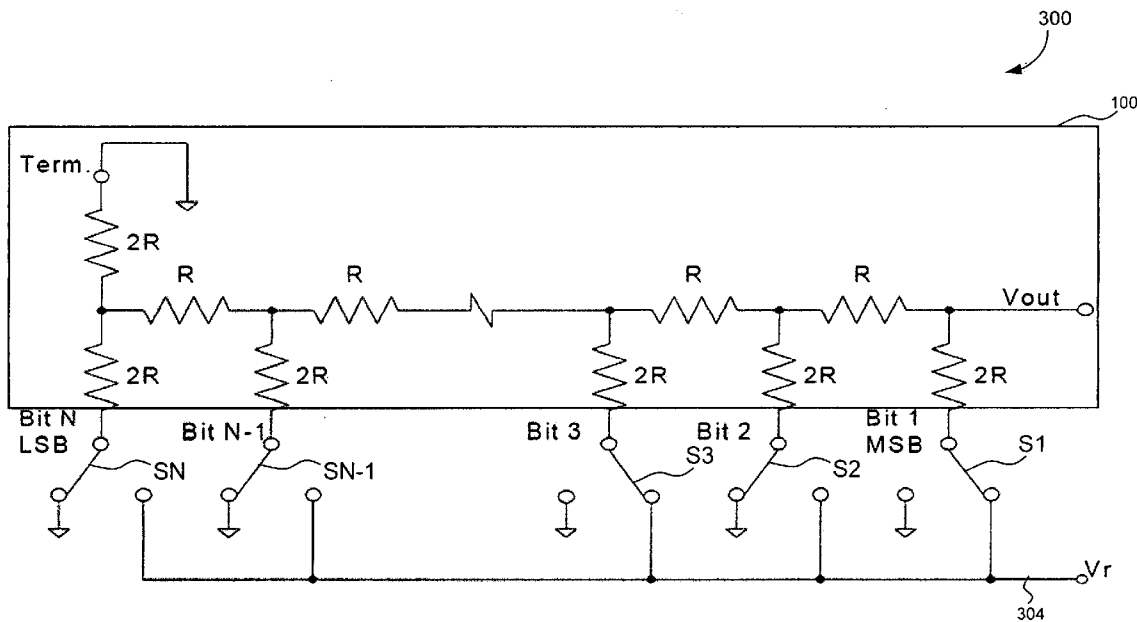 300
100
Term.
2R
R R R R
Vout
2R 2R 2R 2R 2R
Bit N
LSB
Bit N-1
Bit 3
Bit 2
Bit 1
MSB
SN
SN-1
S3
S2
S1
Vr
304